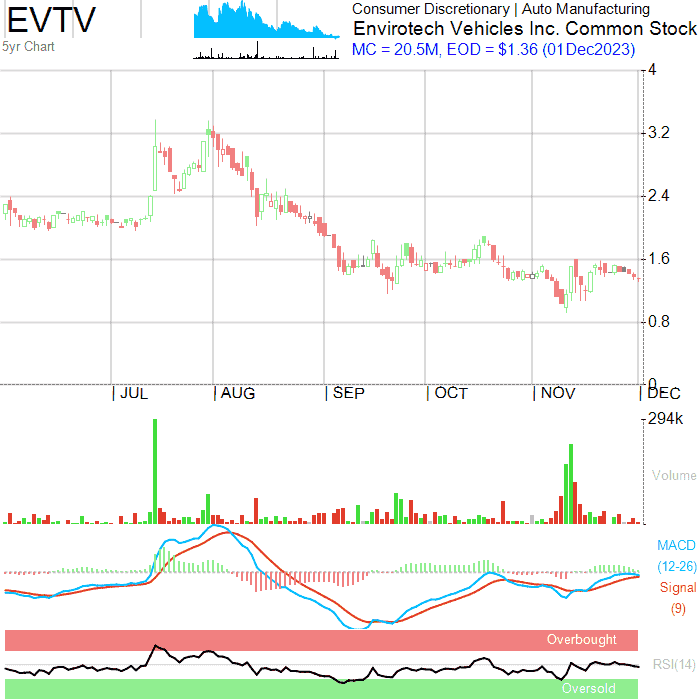 EVTV
5yr Chart
Consumer Discretionary | Auto Manufacturing
Envirotech Vehicles Inc. Common Stock
MC = 20.5M, EOD = $1.36 (01Dec2023)
4
3.2
2.4
1.6
0.8
0
JUL AUG SEP OCT NOV DEC
294k
Volume
MACD
(12-26)
Signal
(9)
Overbought
RSI(14)
Oversold